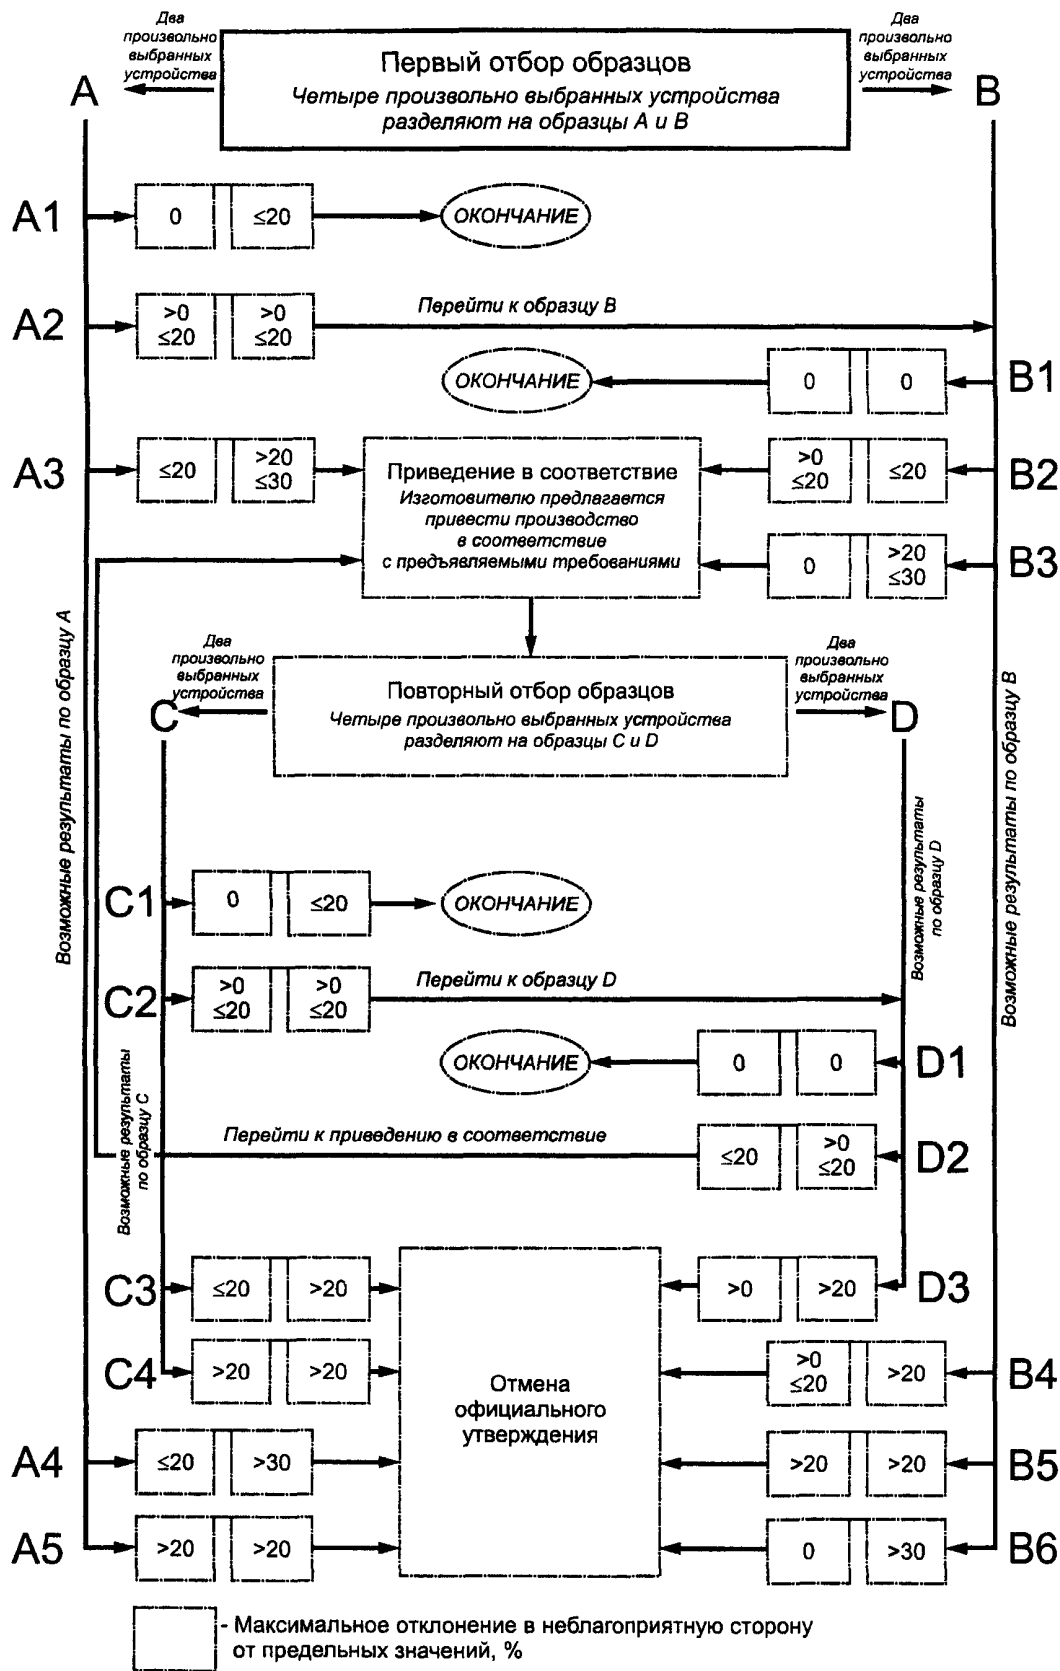 Два
произвольно
выбранных
устройства
Первый отбор образцов
Четыре произвольно выбранных устройства
разделяют на образцы А и В
Два
произвольно
выбранных
устройства
A
B
A1
0
≤20
ОКОНЧАНИЕ
A2
>0
≤20
>0
≤20
Перейти к образцу В
ОКОНЧАНИЕ
0
0
B1
A3
≤20
>20
≤30
Приведение в соответствие
Изготовителю предлагается
привести производство
в соответствие
с предъявляемыми требованиями
>0
≤20
≤20
B2
0
>20
≤30
B3
Возможные результаты по образцу А
Возможные результаты по образцу В
Два
произвольно
выбранных
устройства
Повторный отбор образцов
Четыре произвольно выбранных устройства
разделяют на образцы С и D
Два
произвольно
выбранных
устройства
C
D
Возможные результаты
по образцу D
C1
0
≤20
ОКОНЧАНИЕ
C2
>0
≤20
>0
≤20
Перейти к образцу D
ОКОНЧАНИЕ
0
0
D1
Возможные результаты
по образцу С
Перейти к приведению в соответствие
≤20
>0
≤20
D2
C3
≤20
>20
>0
>20
D3
C4
>20
>20
Отмена
официального
утверждения
>0
≤20
>20
B4
A4
≤20
>30
>20
>20
B5
A5
>20
>20
0
>30
B6
- Максимальное отклонение в неблагоприятную сторону
от предельных значений, %